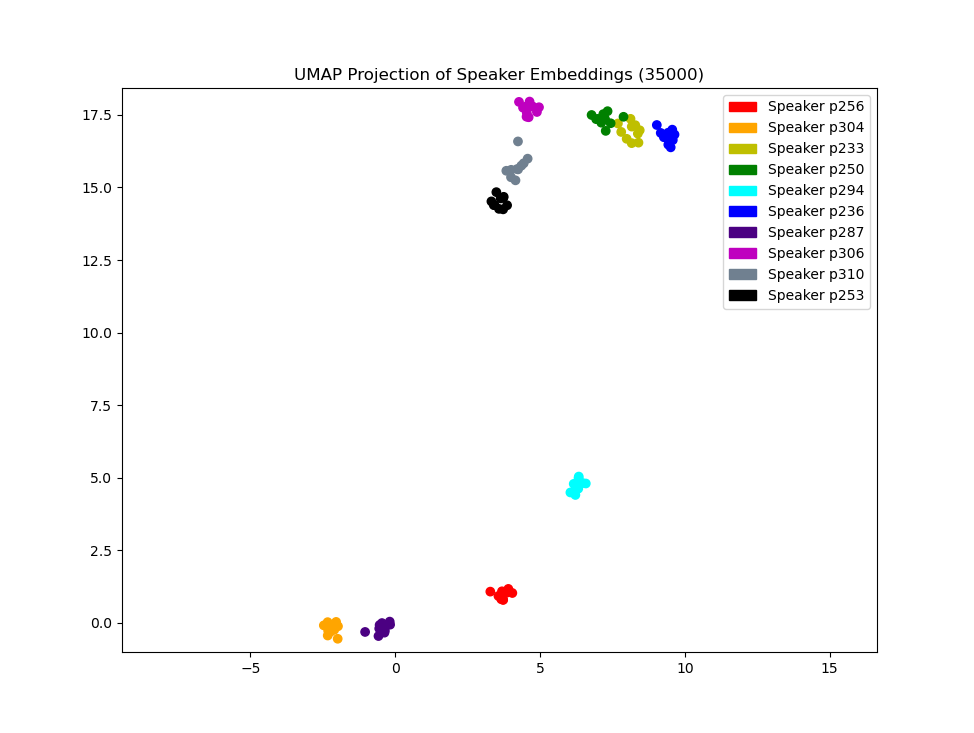 UMAP Projection of Speaker Embeddings (35000)
17.5
15.0
12.5
10.0
7.5
5.0
2.5
0.0
−5
0
5
10
15
Speaker p256
Speaker p304
Speaker p233
Speaker p250
Speaker p294
Speaker p236
Speaker p287
Speaker p306
Speaker p310
Speaker p253